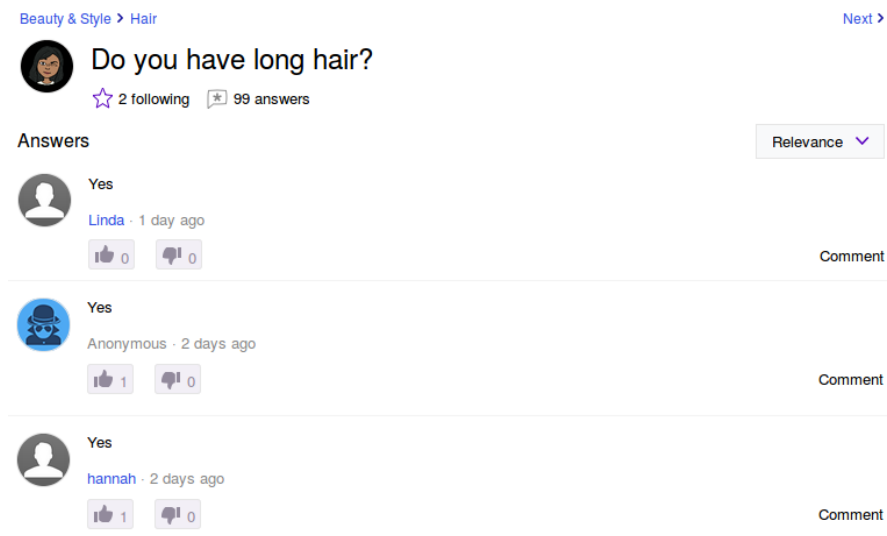 Beauty & Style > Hair
Next >
Do you have long hair?
2 following 99 answers
Answers
Relevance
Yes
Linda · 1 day ago
0 0
Comment
Yes
Anonymous · 2 days ago
1 0
Comment
Yes
hannah · 2 days ago
1 0
Comment